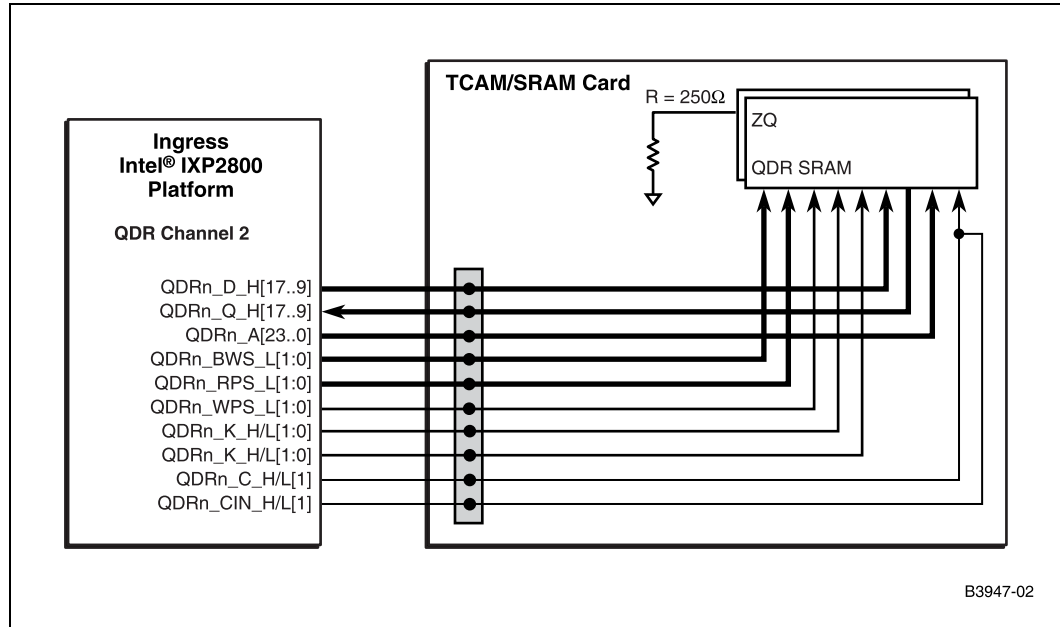 TCAM/SRAM Card
R = 250Ω
ZQ
QDR SRAM
Ingress
Intel® IXP2800
Platform
QDR Channel 2
QDRn_D_H[17..9]
QDRn_Q_H[17..9]
QDRn_A[23..0]
QDRn_BWS_L[1:0]
QDRn_RPS_L[1:0]
QDRn_WPS_L[1:0]
QDRn_K_H/L[1:0]
QDRn_K_H/L[1:0]
QDRn_C_H/L[1]
QDRn_CIN_H/L[1]
B3947-02